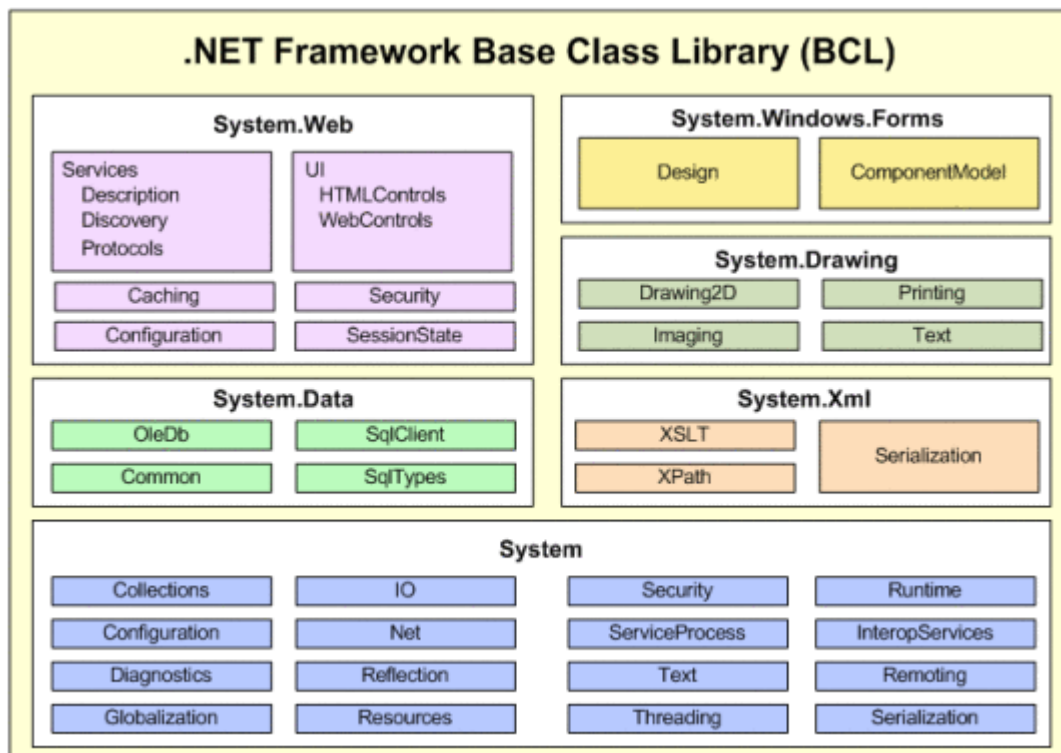 .NET Framework Base Class Library (BCL)
System.Web
Services
Description
Discovery
Protocols
UI
HTMLControls
WebControls
Caching
Security
Configuration
SessionState
System.Windows.Forms
Design
ComponentModel
System.Drawing
Drawing2D
Printing
Imaging
Text
System.Data
OleDb
SqlClient
Common
SqlTypes
System.Xml
XSLT
XPath
Serialization
System
Collections
IO
Security
Runtime
Configuration
Net
ServiceProcess
InteropServices
Diagnostics
Reflection
Text
Remoting
Globalization
Resources
Threading
Serialization